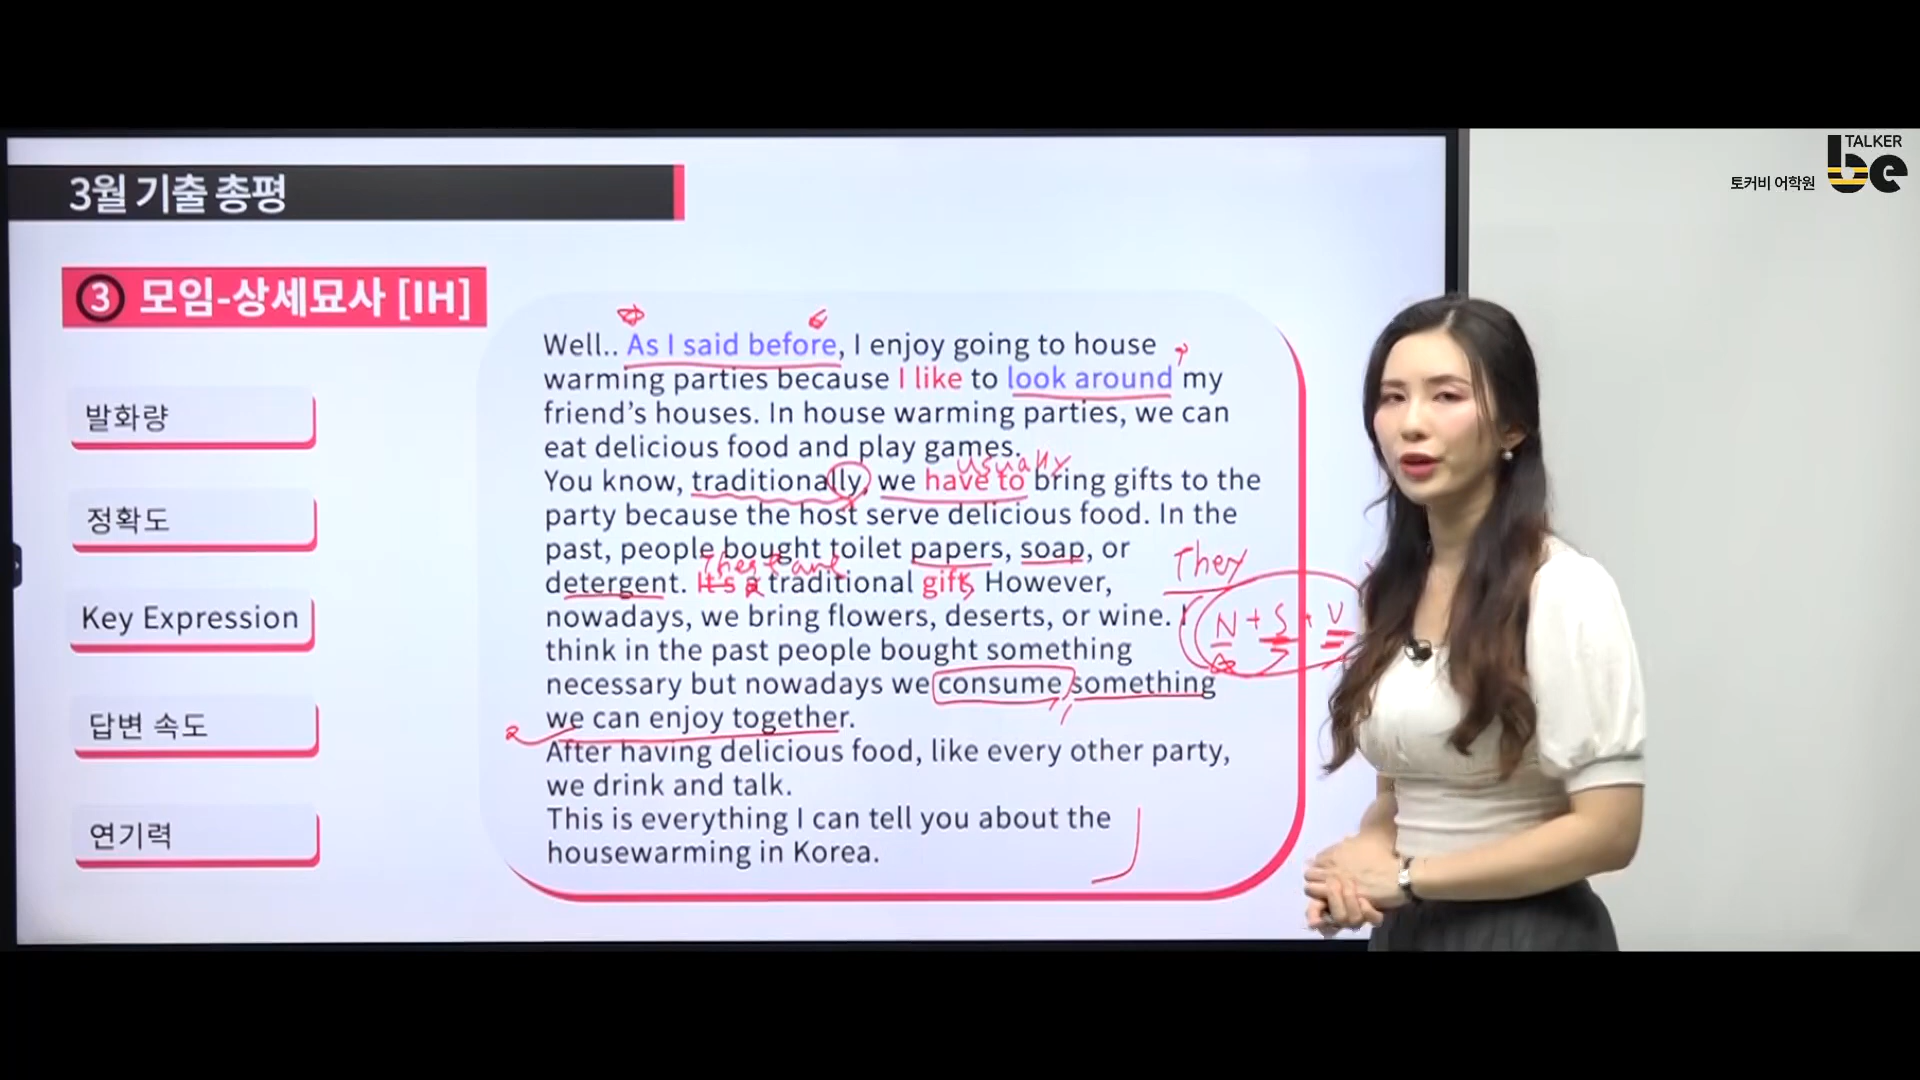 TALKER
be
토커비 어학원
3월 기출 총평
3 모임-상세묘사 [IH]
발화량
정확도
Key Expression
답변 속도
연기력
Well.. As I said before, I enjoy going to house
warming parties because I like to look around my
friend's houses. In house warming parties, we can
eat delicious food and play games.
usually
You know, traditionally, we have to bring gifts to the
party because the host serve delicious food. In the
past, people bought toilet papers, soap, or
These are
detergent. It's a traditional gifts However,
nowadays, we bring flowers, deserts, or wine. I
think in the past people bought something
necessary but nowadays we consume something
we can enjoy together.
After having delicious food, like every other party,
we drink and talk.
This is everything I can tell you about the
housewarming in Korea.
They
N + S + V